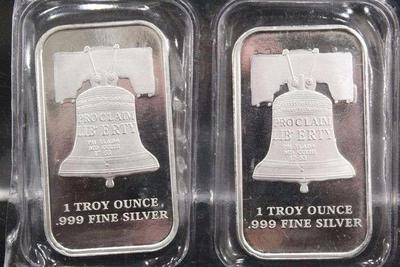 PROCLAIM
LIBERTY
1 TROY OUNCE
.999 FINE SILVER
PROCLAIM
LIBERTY
1 TROY OUNCE
.999 FINE SILVER